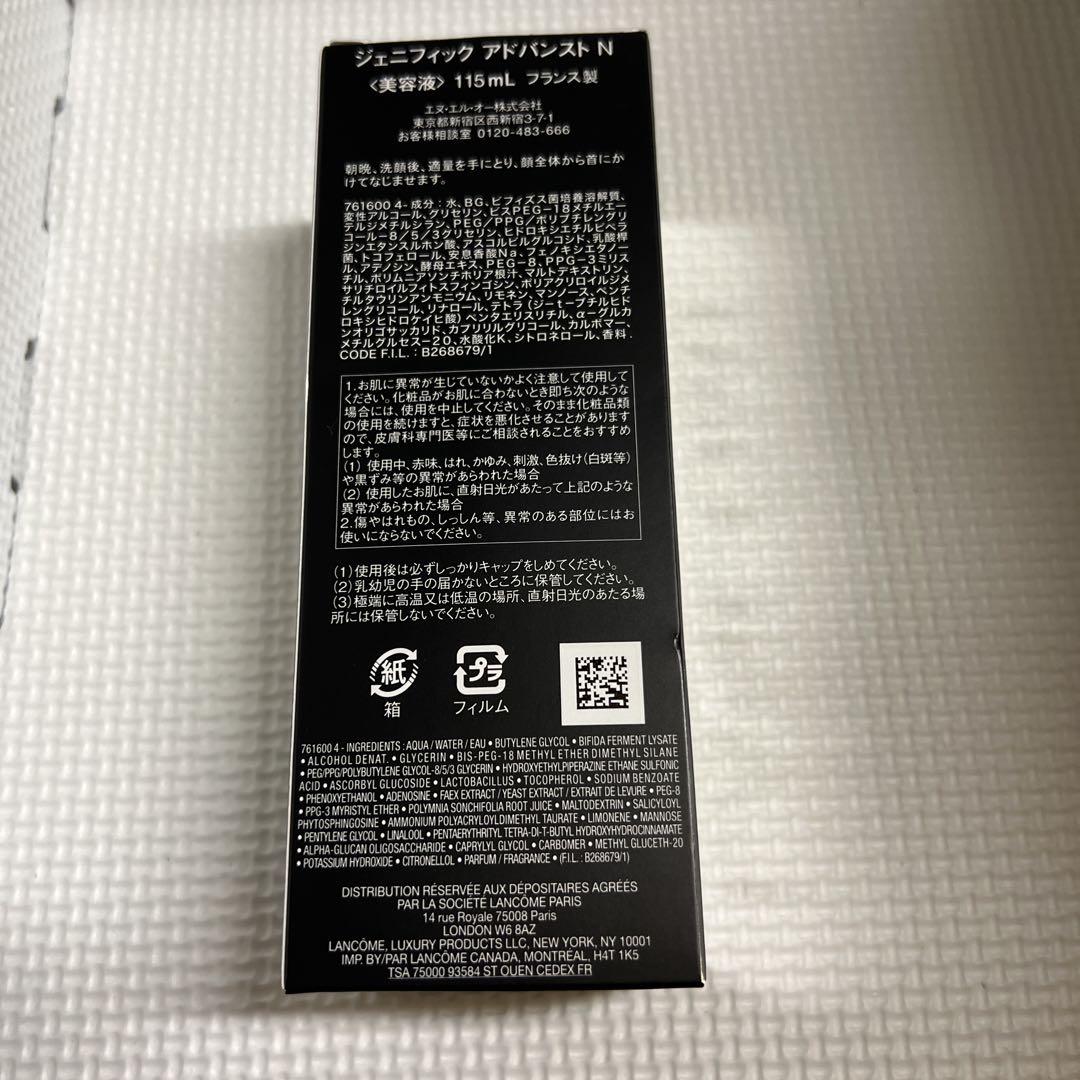 ジェニフィック アドバンスト N
〈美容液〉 115mL フランス製
エヌ・エル・オー株式会社
東京都新宿区西新宿3-7-1
お客様相談室 0120-483-666
朝晩、洗顔後、適量を手にとり、顔全体から首にか
けてなじませます。
761600 4- 成分：水、BG、ビフィズス菌培養溶解質、
変性アルコール、グリセリン、ビスPEG-18メチルエー
テルジメチルシラン、PEG/PPG/ポリブチレングリ
コール-8/5/3グリセリン、ヒドロキシエチルピペラ
ジンエタンスルホン酸、アスコルビルグルコシド、乳酸桿
菌、トコフェロール、安息香酸Na、フェノキシエタノー
ル、アデノシン、酵母エキス、PEG-8、PPG-3ミリス
チル、ポリムニアソンチホリア根汁、マルトデキストリン、
サリチロイルフィトスフィンゴシン、ポリアクリロイルジメ
チルタウリンアンモニウム、リモネン、マンノース、ペンチ
レングリコール、リナロール、テトラ(ジ-t-ブチルヒド
ロキシヒドロケイヒ酸)ペンタエリスリチル、α-グルカ
ンオリゴサッカリド、カプリリルグリコール、カルボマー、
メチルグルセス-20、水酸化K、シトロネロール、香料．
CODE F.I.L. : B268679/1
1.お肌に異常が生じていないかよく注意して使用して
ください。化粧品がお肌に合わないとき即ち次のような
場合には、使用を中止してください。そのまま化粧品類
の使用を続けますと、症状を悪化させることがあります
ので、皮膚科専門医等にご相談されることをおすすめ
します。
(1) 使用中、赤味、はれ、かゆみ、刺激、色抜け(白斑等)
や黒ずみ等の異常があらわれた場合
(2) 使用したお肌に、直射日光があたって上記のような
異常があらわれた場合
2.傷やはれもの、しっしん等、異常のある部位にはお
使いにならないでください。
(1)使用後は必ずしっかりキャップをしめてください。
(2)乳幼児の手の届かないところに保管してください。
(3)極端に高温又は低温の場所、直射日光のあたる場
所には保管しないでください。
紙 プラ
箱 フィルム
761600 4 - INGREDIENTS : AQUA / WATER / EAU • BUTYLENE GLYCOL • BIFIDA FERMENT LYSATE
• ALCOHOL DENAT. • GLYCERIN • BIS-PEG-18 METHYL ETHER DIMETHYL SILANE
• PEG/PPG/POLYBUTYLENE GLYCOL-8/5/3 GLYCERIN • HYDROXYETHYLPIPERAZINE ETHANE SULFONIC
ACID • ASCORBYL GLUCOSIDE • LACTOBACILLUS • TOCOPHEROL • SODIUM BENZOATE
• PHENOXYETHANOL • ADENOSINE • FAEX EXTRACT / YEAST EXTRACT / EXTRAIT DE LEVURE • PEG-8
• PPG-3 MYRISTYL ETHER • POLYMNIA SONCHIFOLIA ROOT JUICE • MALTODEXTRIN • SALICYLOYL
PHYTOSPHINGOSINE • AMMONIUM POLYACRYLOYLDIMETHYL TAURATE • LIMONENE • MANNOSE
• PENTYLENE GLYCOL • LINALOOL • PENTAERYTHRITYL TETRA-DI-T-BUTYL HYDROXYHYDROCINNAMATE
• ALPHA-GLUCAN OLIGOSACCHARIDE • CAPRYLYL GLYCOL • CARBOMER • METHYL GLUCETH-20
• POTASSIUM HYDROXIDE • CITRONELLOL • PARFUM / FRAGRANCE • (F.I.L. : B268679/1)
DISTRIBUTION RÉSERVÉE AUX DÉPOSITAIRES AGRÉÉS
PAR LA SOCIÉTÉ LANCÔME PARIS
14 rue Royale 75008 Paris
LONDON W6 8AZ
LANCÔME, LUXURY PRODUCTS LLC, NEW YORK, NY 10001
IMP. BY/PAR LANCÔME CANADA, MONTRÉAL, H4T 1K5
TSA 75000 93584 ST OUEN CEDEX FR